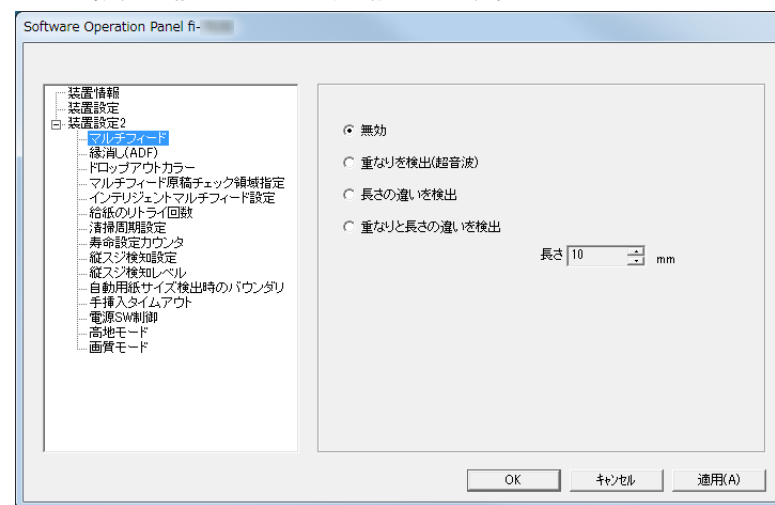 Software Operation Panel fi-
装置情報
装置設定
装置設定2
マルチフィード
縁消し(ADF)
ドロップアウトカラー
マルチフィード原稿チェック領域指定
インテリジェントマルチフィード設定
給紙のリトライ回数
清掃周期設定
寿命設定カウンタ
縦スジ検知設定
縦スジ検知レベル
自動用紙サイズ検出時のバウンダリ
手挿入タイムアウト
電源SW制御
高地モード
画質モード
無効
重なりを検出(超音波)
長さの違いを検出
重なりと長さの違いを検出
長さ 10 mm
OK キャンセル 適用(A)